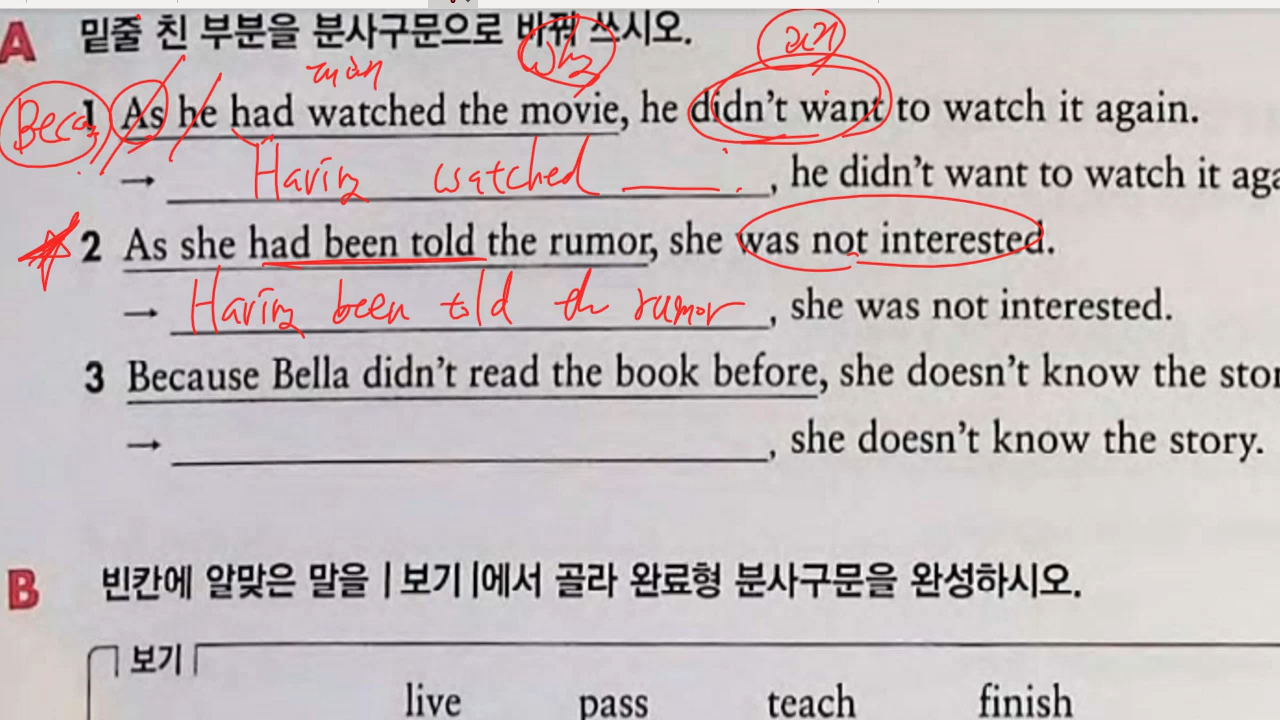 A 밑줄 친 부분을 분사구문으로 바꿔 쓰시오.
1 As he had watched the movie, he didn't want to watch it again.
→ Having watched , he didn't want to watch it aga
2 As she had been told the rumor, she was not interested.
→ Having been told the rumor , she was not interested.
3 Because Bella didn't read the book before, she doesn't know the stor
→ , she doesn't know the story.
B 빈칸에 알맞은 말을 | 보기 |에서 골라 완료형 분사구문을 완성하시오.
보기
live pass teach finish